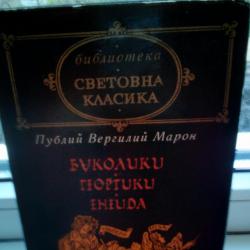 библиотека
СВЕТОВНА
КЛАСИКА
Публий Вергилий Марон
БУКОЛИКИ
ГЕОРГИКИ
ЕНЕИДА